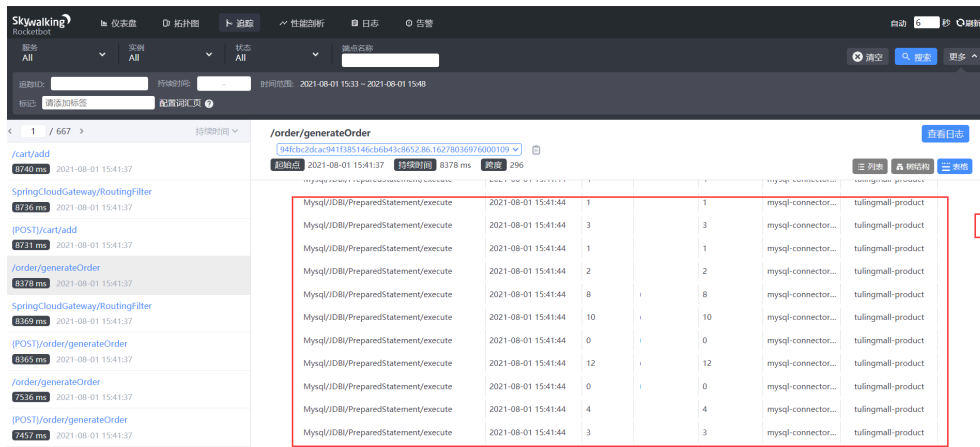 Skywalking
Rocketbot
仪表盘 拓扑图 追踪 性能剖析 日志 告警 自动 6 秒 刷新
服务 实例 状态 端点名称
All All All
清空 搜索 更多
追踪ID: 持续时间: - 时间范围: 2021-08-01 15:33 ~ 2021-08-01 15:48
标记: 请添加标签 配置词汇页
1 / 667 持续时间
/order/generateOrder 查看日志
94fcbc2dcac941f385146cb6b43c8652.86.16278036976000109
起始点 2021-08-01 15:41:37 持续时间 8378 ms 跨度 296
列表 树结构 表格
/cart/add
8740 ms 2021-08-01 15:41:37
SpringCloudGateway/RoutingFilter
8736 ms 2021-08-01 15:41:37
{POST}/cart/add
8731 ms 2021-08-01 15:41:37
/order/generateOrder
8378 ms 2021-08-01 15:41:37
SpringCloudGateway/RoutingFilter
8369 ms 2021-08-01 15:41:37
{POST}/order/generateOrder
8365 ms 2021-08-01 15:41:37
/order/generateOrder
7536 ms 2021-08-01 15:41:37
{POST}/order/generateOrder
7457 ms 2021-08-01 15:41:37
Mysql/JDBI/PreparedStatement/execute 2021-08-01 15:41:44 1 1 mysql-connector... tulingmall-product
Mysql/JDBI/PreparedStatement/execute 2021-08-01 15:41:44 3 3 mysql-connector... tulingmall-product
Mysql/JDBI/PreparedStatement/execute 2021-08-01 15:41:44 1 1 mysql-connector... tulingmall-product
Mysql/JDBI/PreparedStatement/execute 2021-08-01 15:41:44 2 2 mysql-connector... tulingmall-product
Mysql/JDBI/PreparedStatement/execute 2021-08-01 15:41:44 8 8 mysql-connector... tulingmall-product
Mysql/JDBI/PreparedStatement/execute 2021-08-01 15:41:44 10 10 mysql-connector... tulingmall-product
Mysql/JDBI/PreparedStatement/execute 2021-08-01 15:41:44 0 0 mysql-connector... tulingmall-product
Mysql/JDBI/PreparedStatement/execute 2021-08-01 15:41:44 12 12 mysql-connector... tulingmall-product
Mysql/JDBI/PreparedStatement/execute 2021-08-01 15:41:44 0 0 mysql-connector... tulingmall-product
Mysql/JDBI/PreparedStatement/execute 2021-08-01 15:41:44 4 4 mysql-connector... tulingmall-product
Mysql/JDBI/PreparedStatement/execute 2021-08-01 15:41:44 3 3 mysql-connector... tulingmall-product